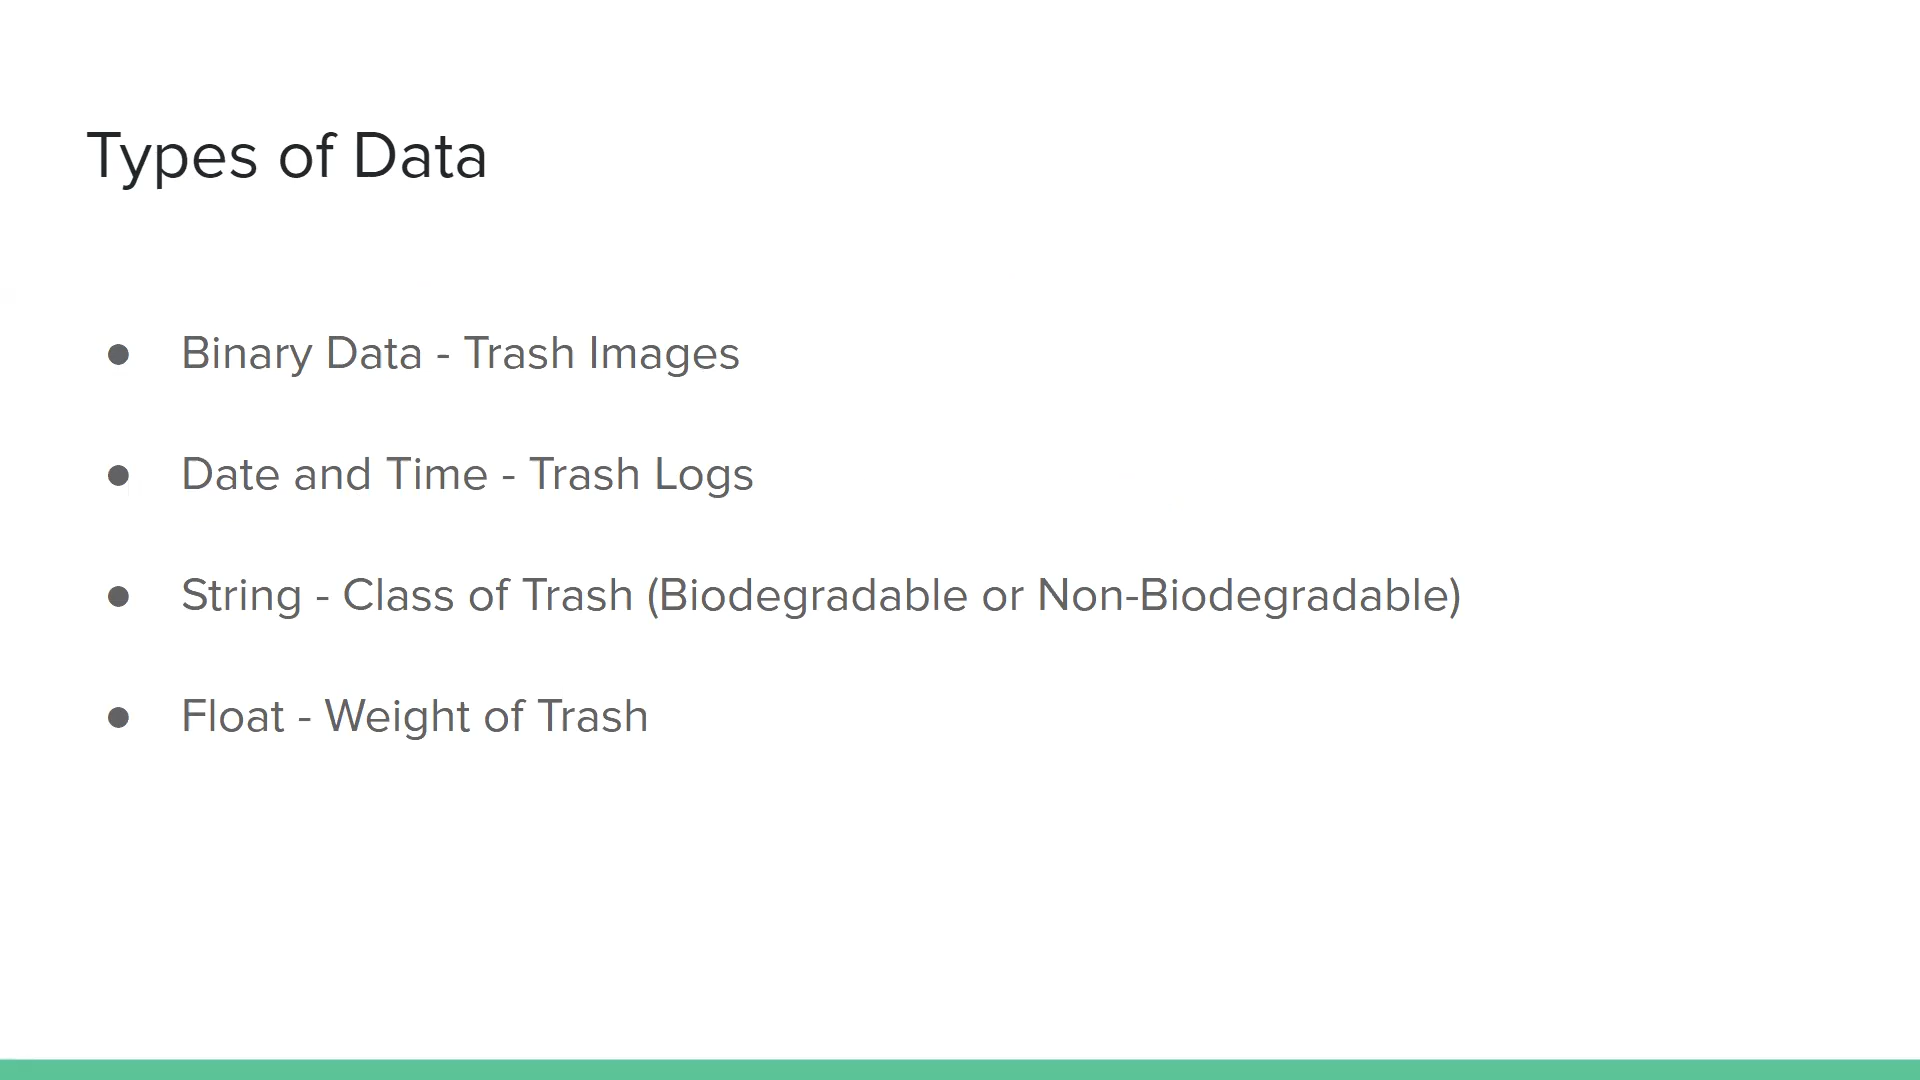 Types of Data
● Binary Data - Trash Images
● Date and Time - Trash Logs
● String - Class of Trash (Biodegradable or Non-Biodegradable)
● Float - Weight of Trash